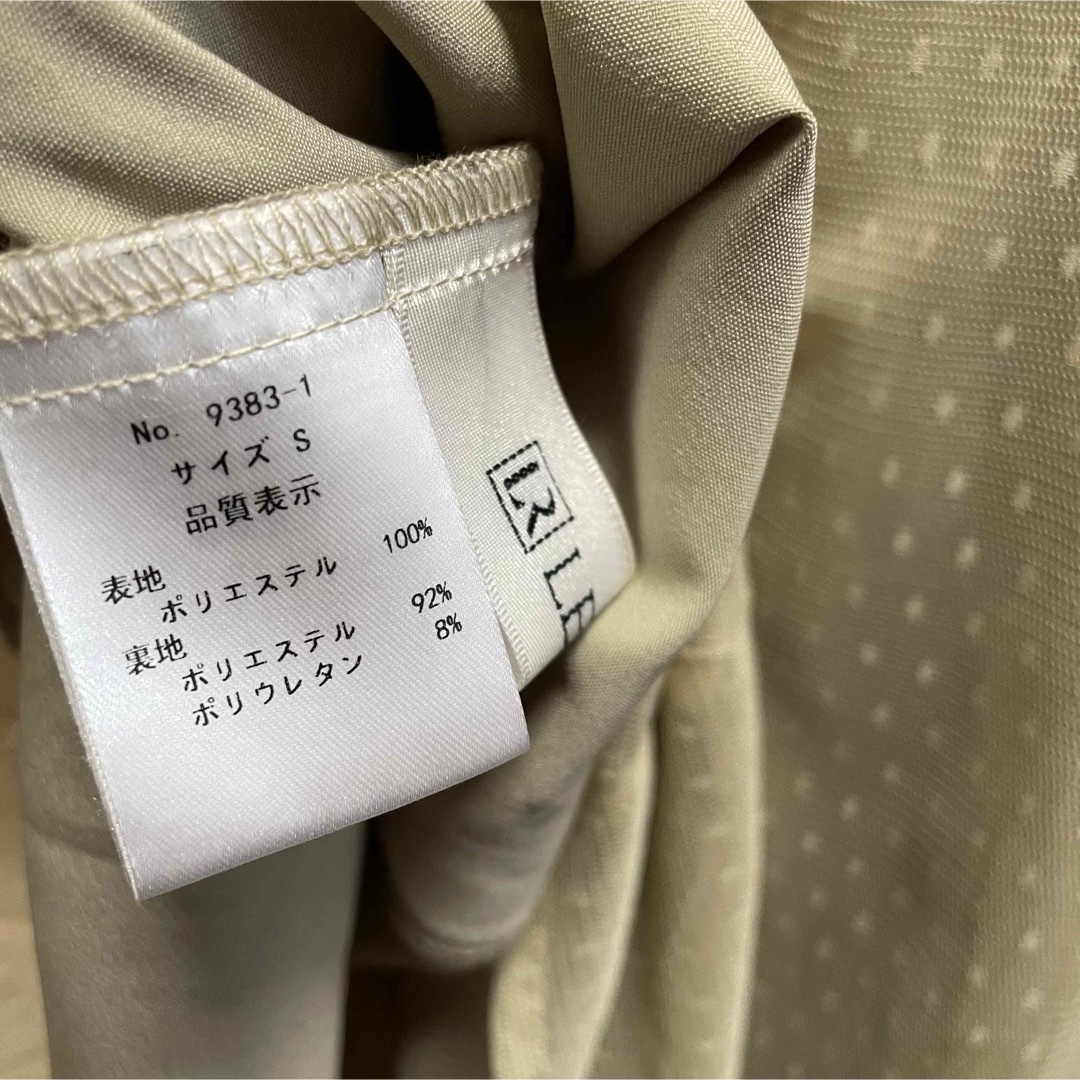 No. 9383-1
サイズ S
品質表示
表地
ポリエステル 100%
裏地
ポリエステル 92%
ポリウレタン 8%